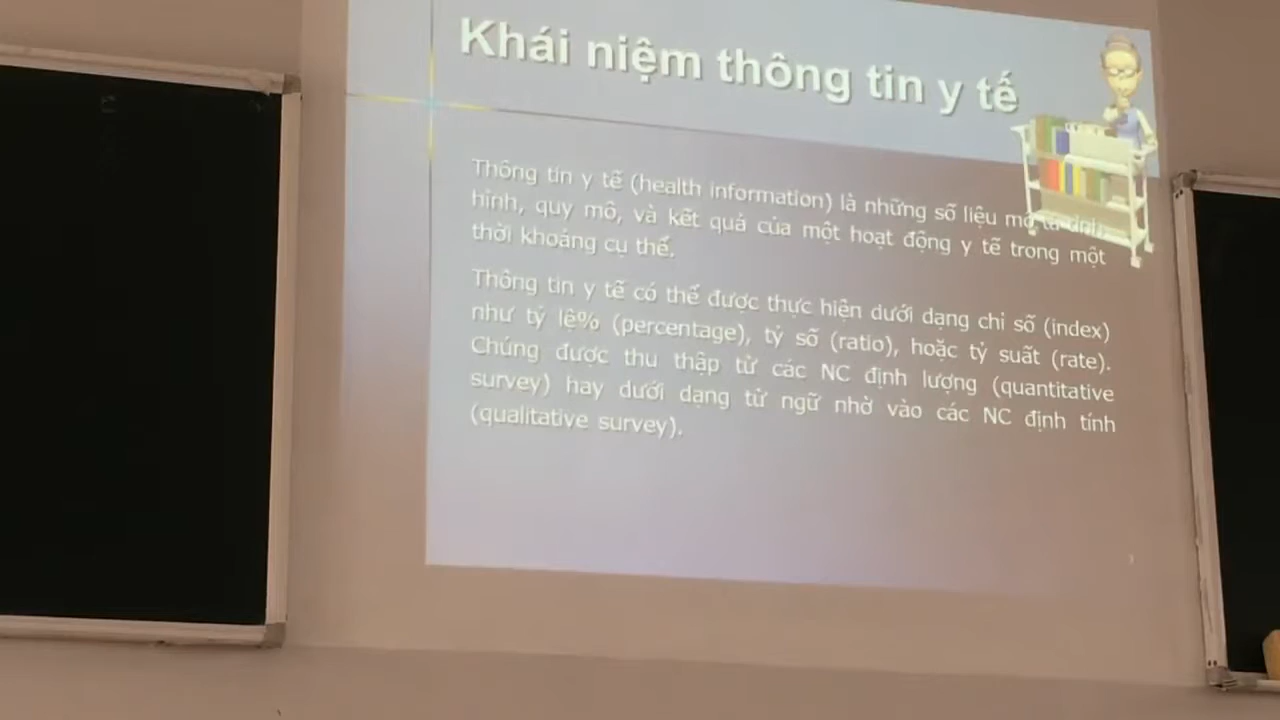 Khái niệm thông tin y tế
Thông tin y tế (health information) là những số liệu mô tả tình
hình, quy mô, và kết quả của một hoạt động y tế trong một
thời khoảng cụ thể.
Thông tin y tế có thể được thực hiện dưới dạng chỉ số (index)
như tỷ lệ% (percentage), tỷ số (ratio), hoặc tỷ suất (rate).
Chúng được thu thập từ các NC định lượng (quantitative
survey) hay dưới dạng từ ngữ nhờ vào các NC định tính
(qualitative survey).